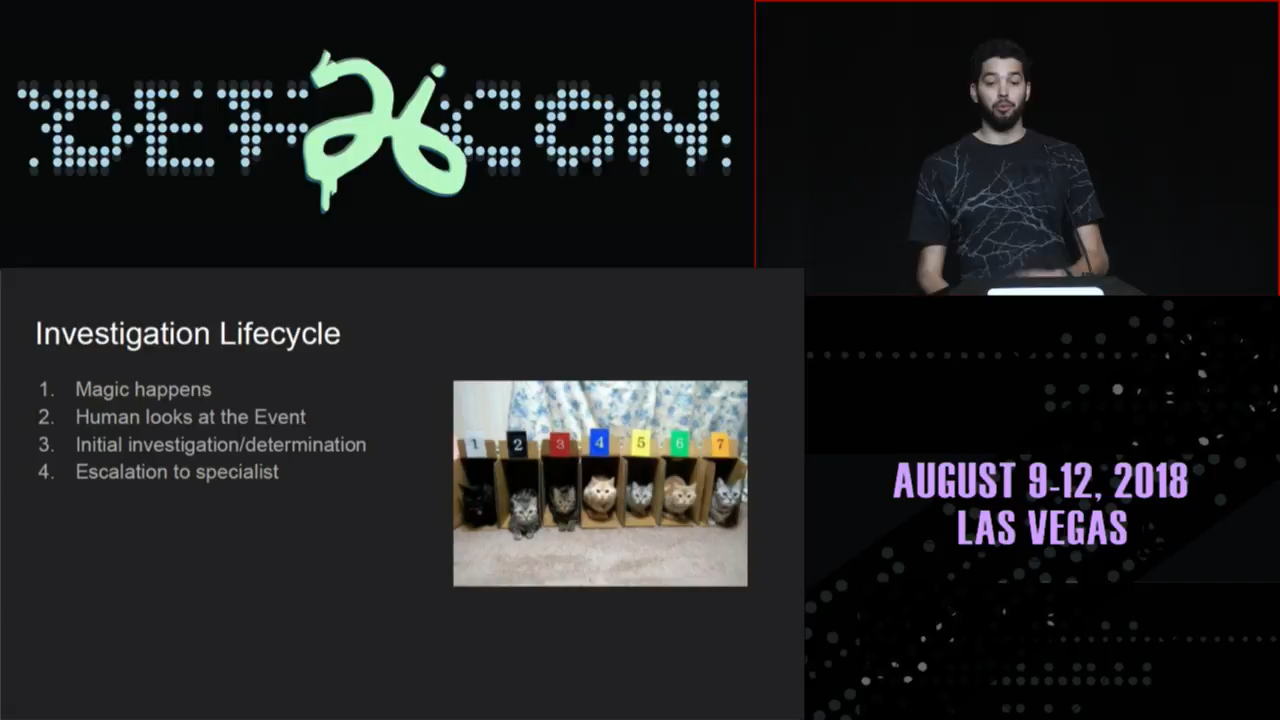 DEF CON
26
Investigation Lifecycle
1. Magic happens
2. Human looks at the Event
3. Initial investigation/determination
4. Escalation to specialist
1 2 3 4 5 6 7
AUGUST 9-12, 2018
LAS VEGAS